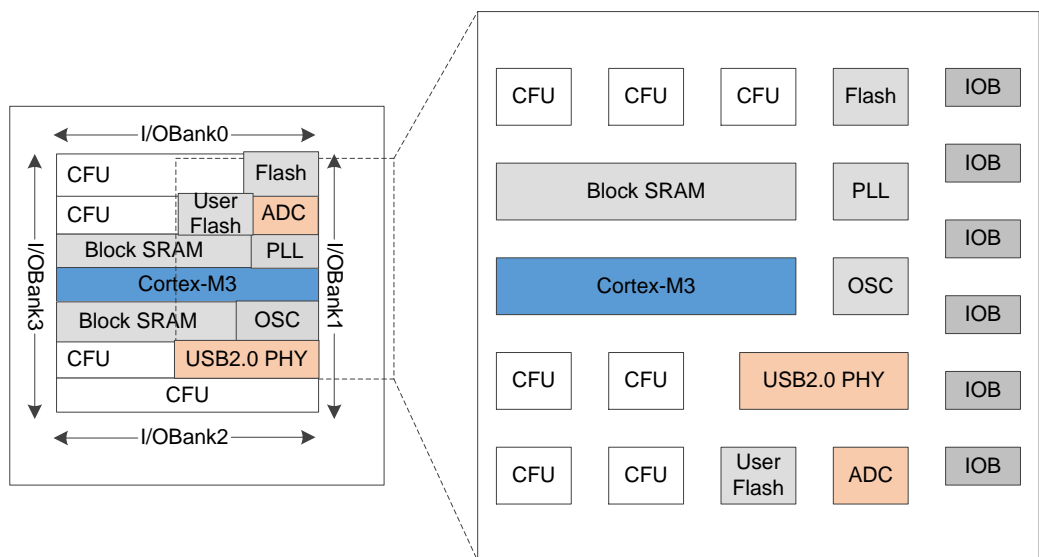 I/OBank0
I/OBank3
I/OBank1
CFU
Flash
CFU
User
Flash
ADC
Block SRAM
PLL
Cortex-M3
Block SRAM
OSC
CFU
USB2.0 PHY
CFU
I/OBank2
CFU
CFU
CFU
Flash
IOB
IOB
Block SRAM
PLL
IOB
Cortex-M3
OSC
IOB
CFU
CFU
USB2.0 PHY
IOB
CFU
CFU
User
Flash
ADC
IOB